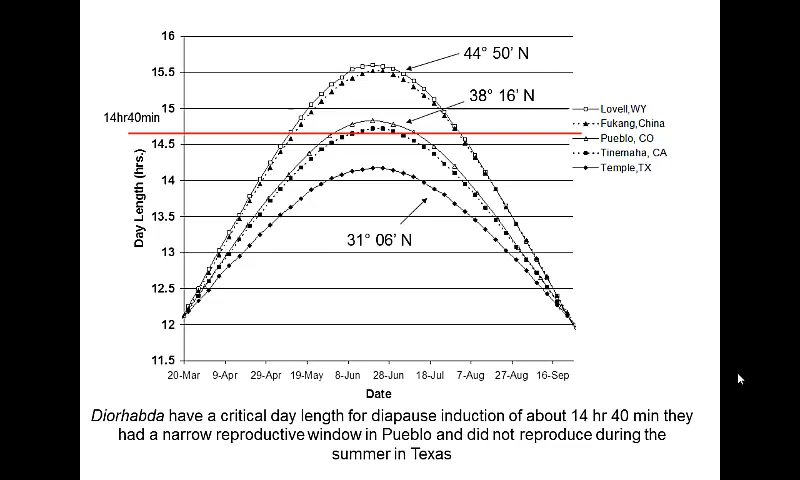 16
44° 50’ N
15.5
38° 16’ N
15
14hr40min
14.5
14
13.5
31° 06’ N
13
12.5
12
11.5
Day Length (hrs.)
20-Mar 9-Apr 29-Apr 19-May 8-Jun 28-Jun 18-Jul 7-Aug 27-Aug 16-Sep
Date
Lovell,WY
Fukang,China
Pueblo, CO
Tinemaha, CA
Temple,TX
Diorhabda have a critical day length for diapause induction of about 14 hr 40 min they
had a narrow reproductive window in Pueblo and did not reproduce during the
summer in Texas